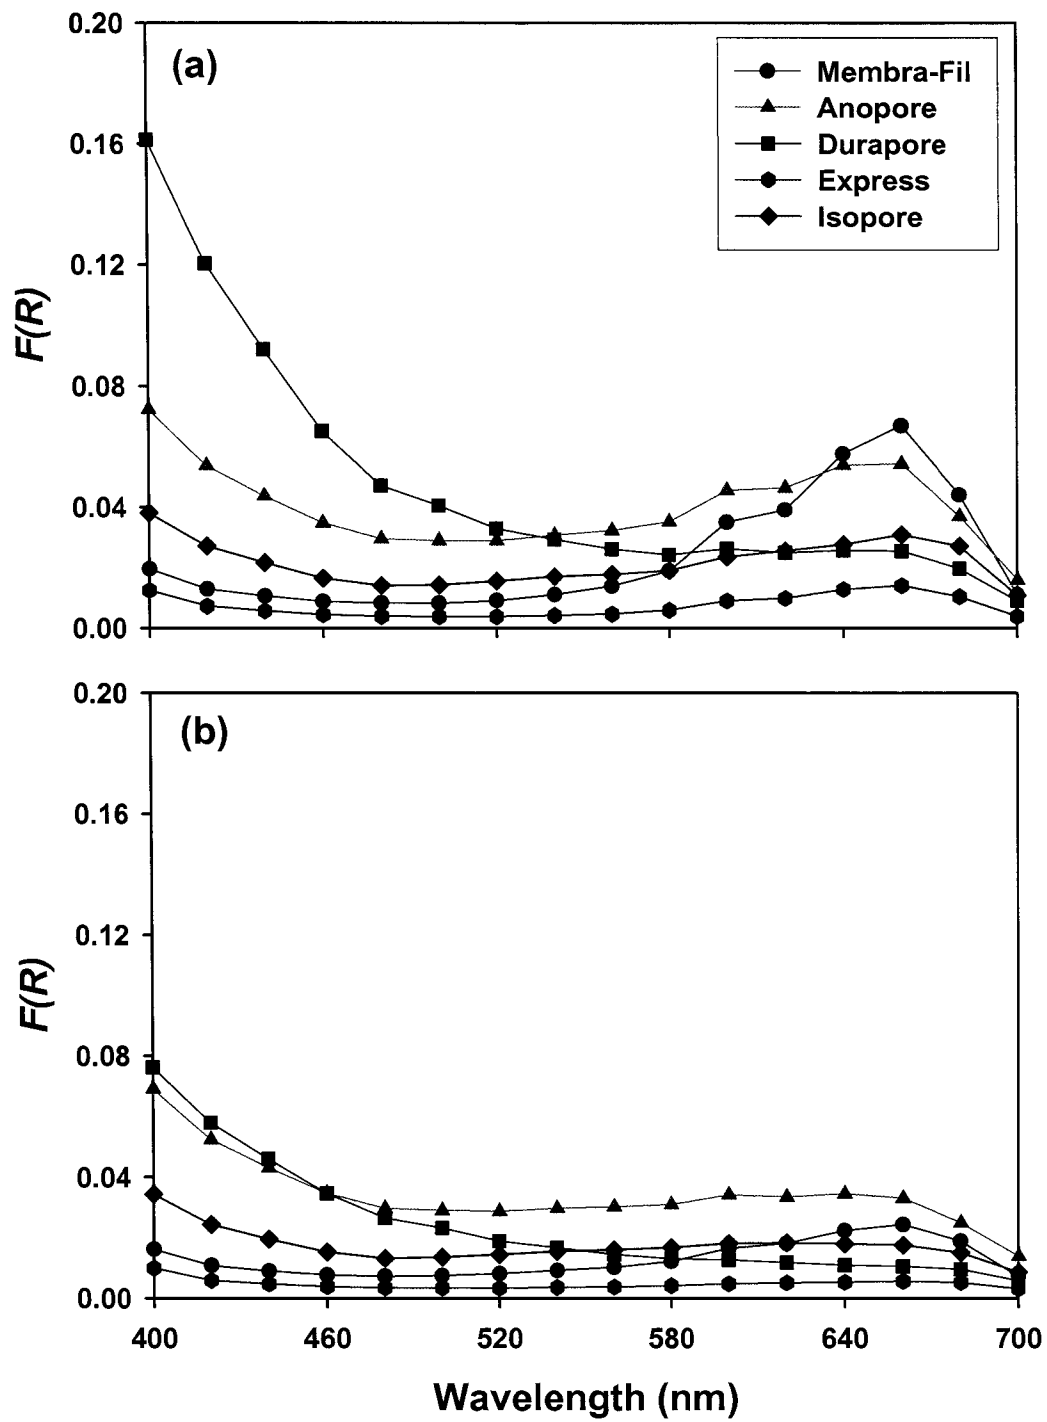 (a)
Membra-Fil
Anopore
Durapore
Express
Isopore
0.20
0.16
0.12
0.08
0.04
0.00
F(R)
(b)
0.20
0.16
0.12
0.08
0.04
0.00
F(R)
400 460 520 580 640 700
Wavelength (nm)